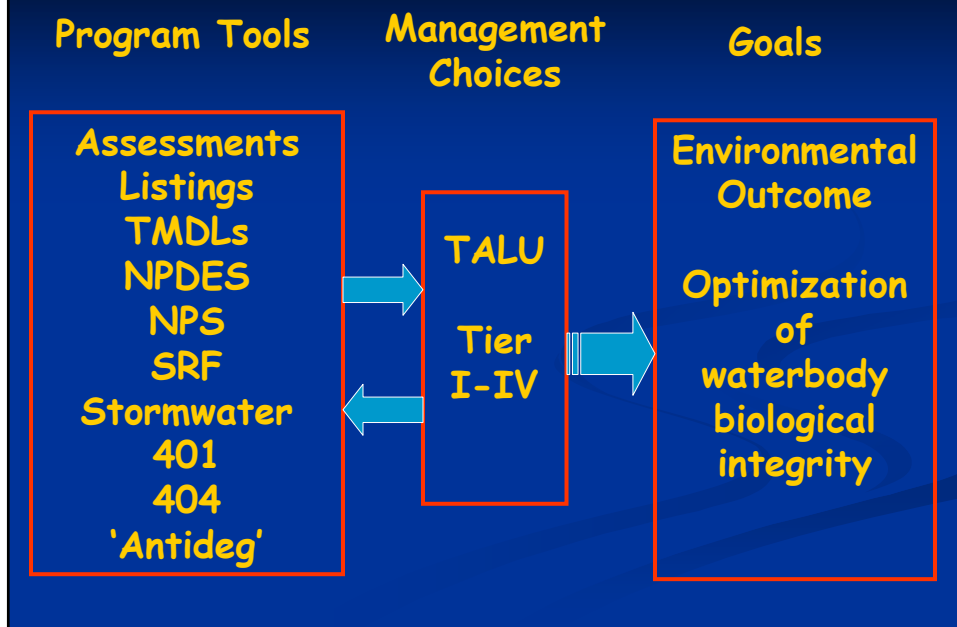 Program Tools
Assessments
Listings
TMDLs
NPDES
NPS
SRF
Stormwater
401
404
‘Antideg’
Management
Choices
TALU
Tier
I-IV
Goals
Environmental
Outcome
Optimization
of
waterbody
biological
integrity